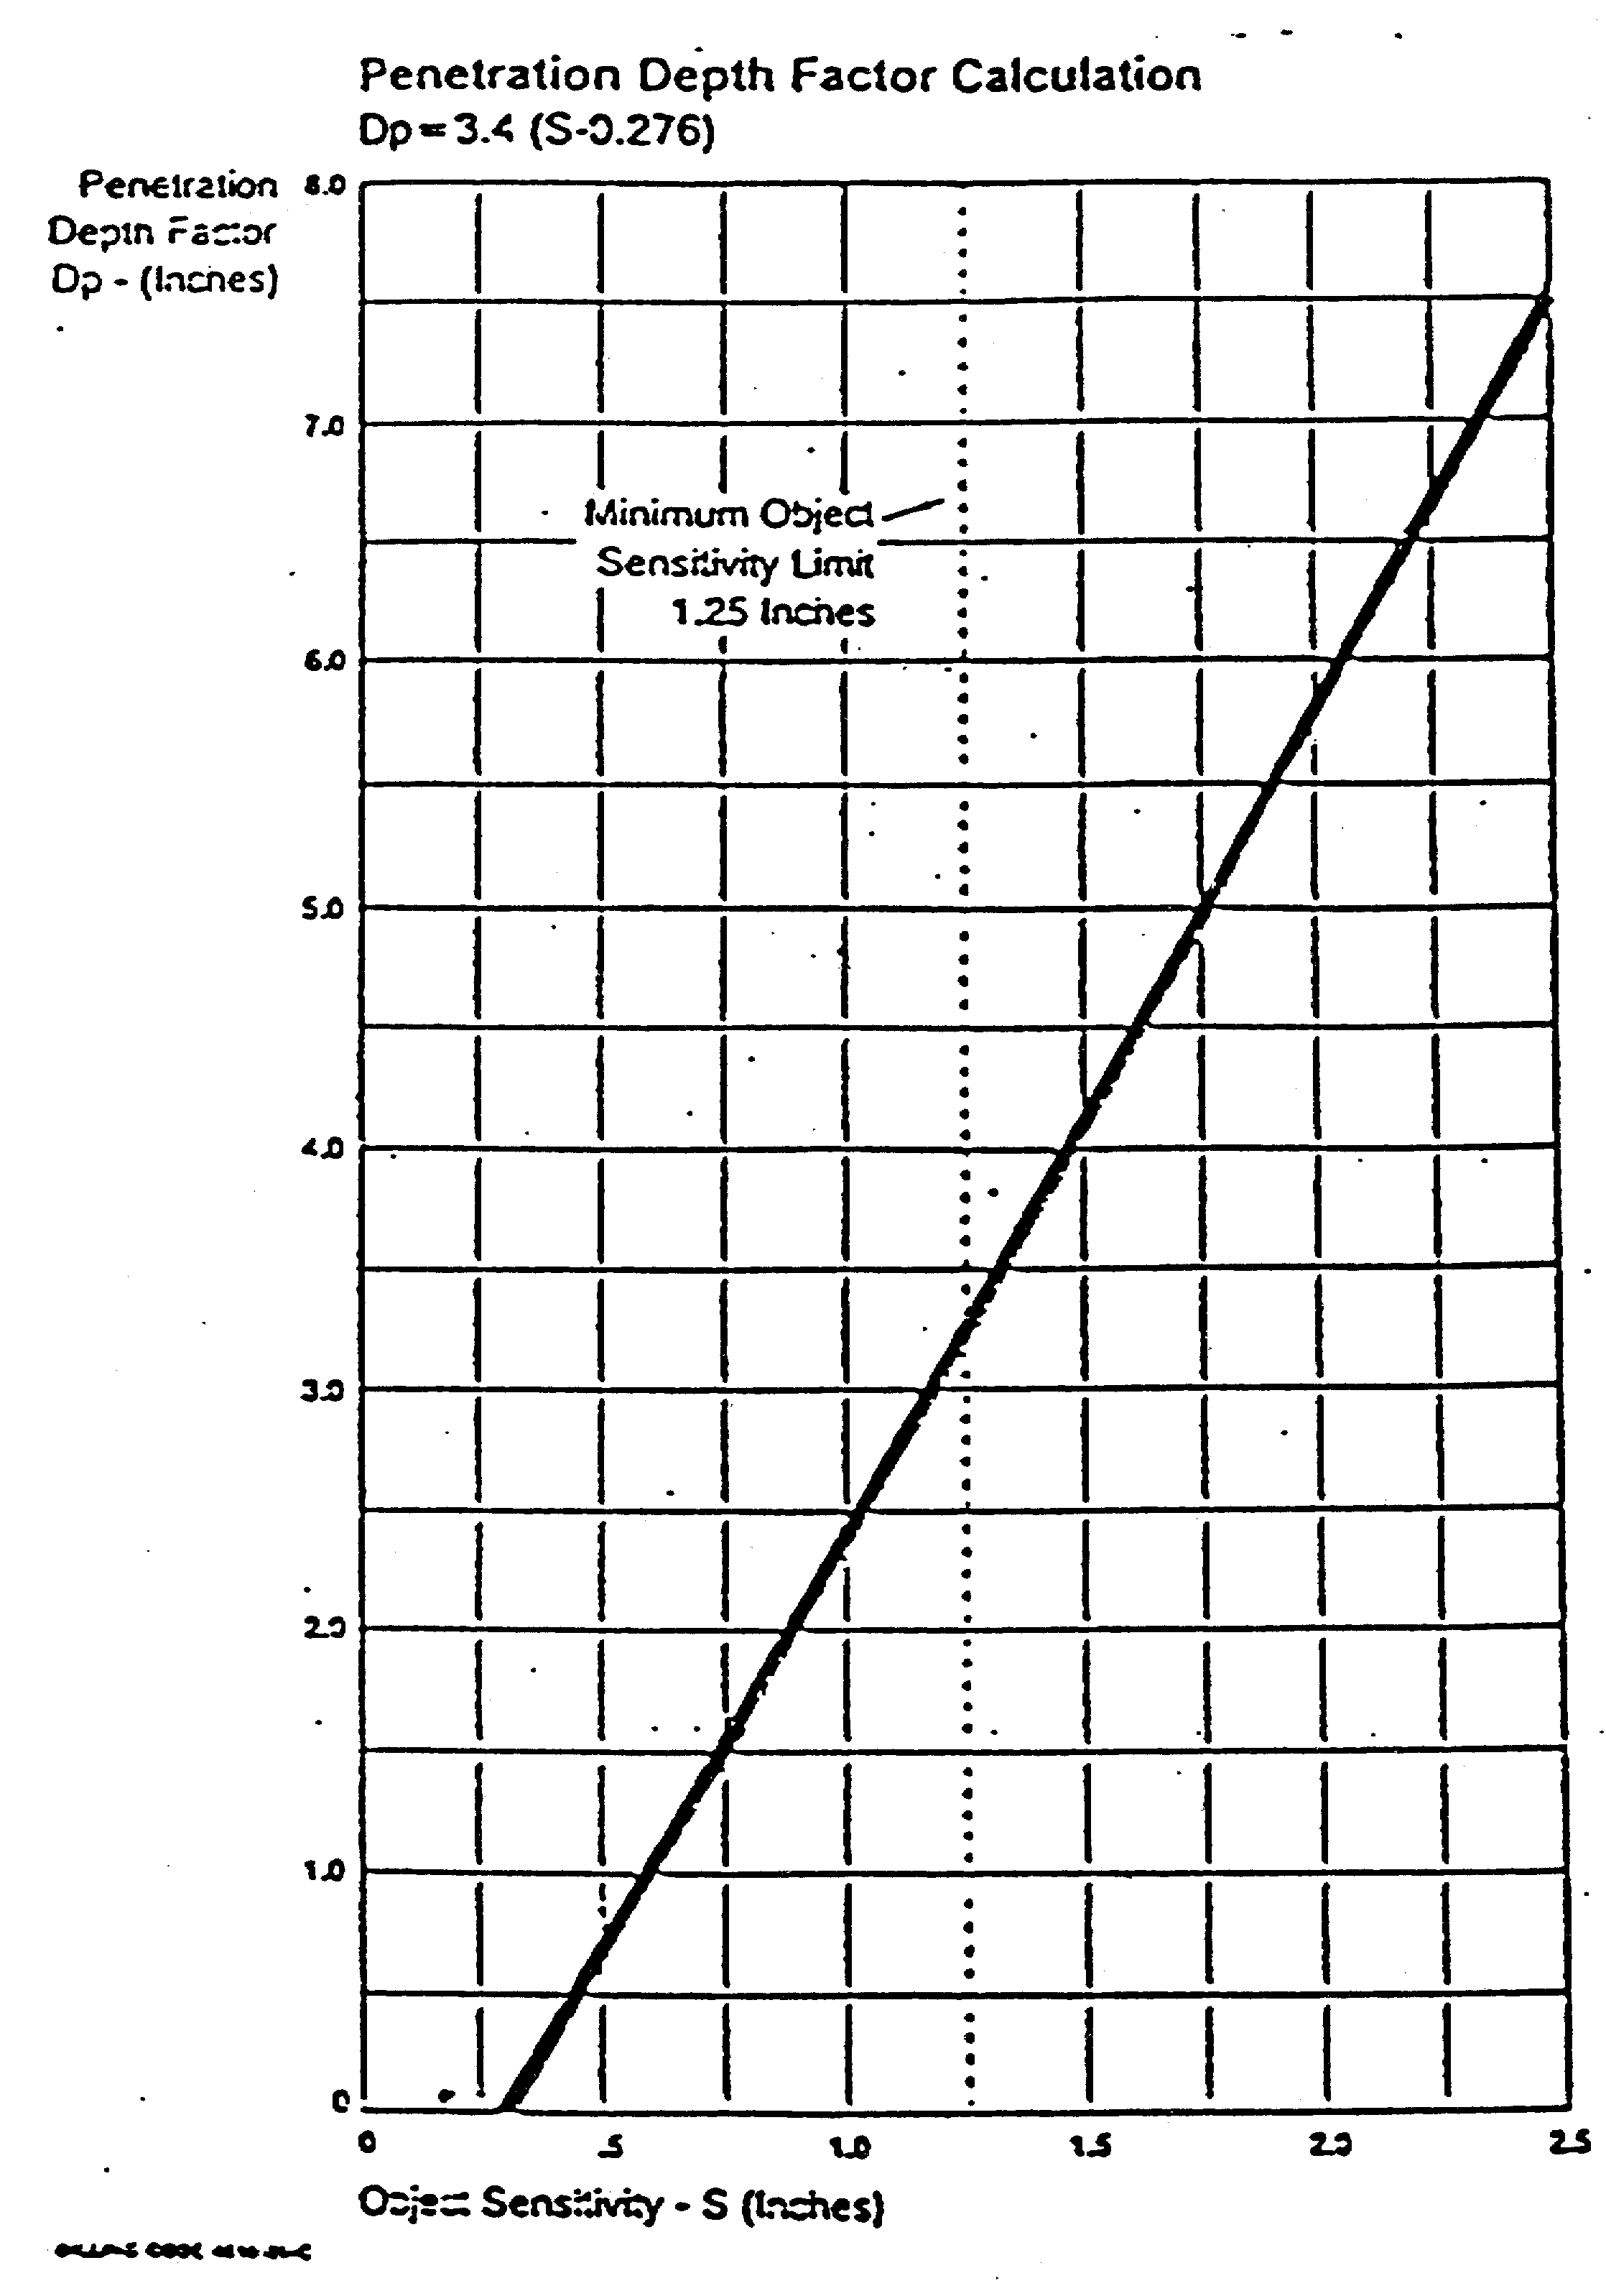 Penetration Depth Factor Calculation
Dp = 3.4 (S-0.276)
Penetration
Depth Factor
Dp - (Inches)
8.0
7.0
Minimum Object
Sensitivity Limit
1.25 Inches
6.0
5.0
4.0
3.0
2.0
1.0
0
0 .5 1.0 1.5 2.0 2.5
Object Sensitivity - S (Inches)
BILLING CODE